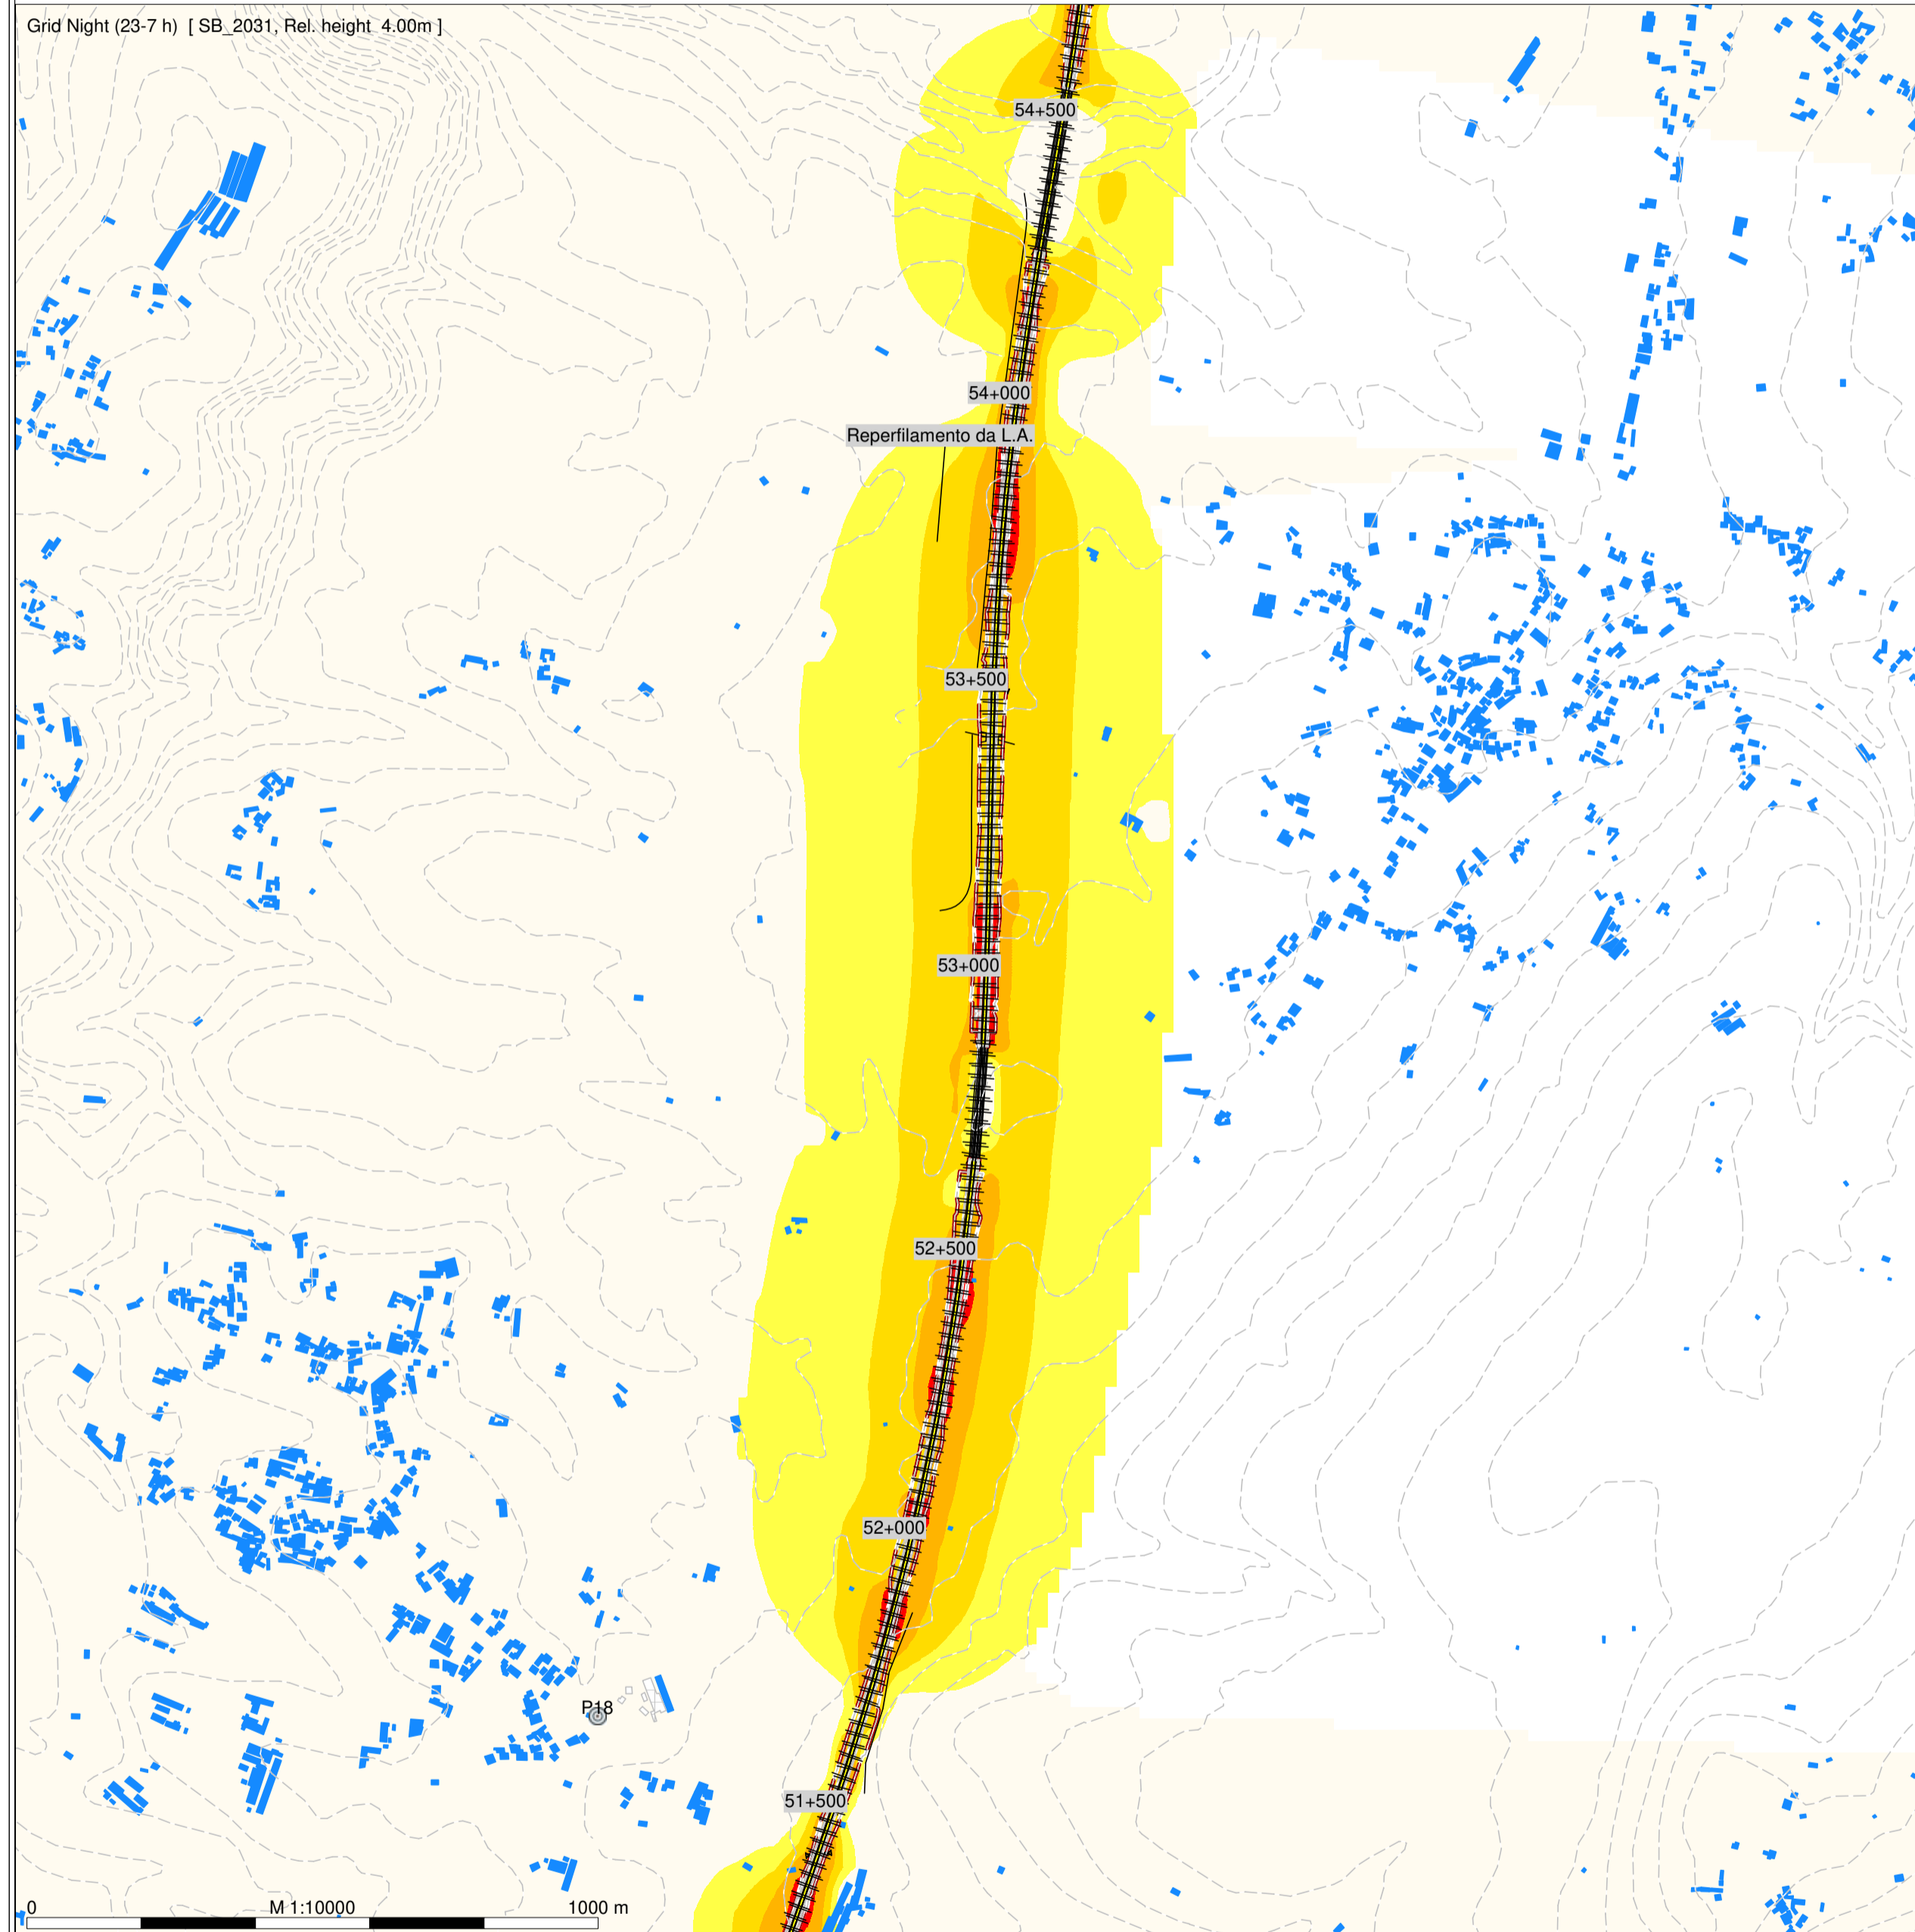 Grid Night (23-7 h) [ SB_2031, Rel. height 4.00m ]
54+500
54+000
Reperfilamento da L.A.
53+500
53+000
52+500
52+000
P18
51+500
0 M 1:10000 1000 m